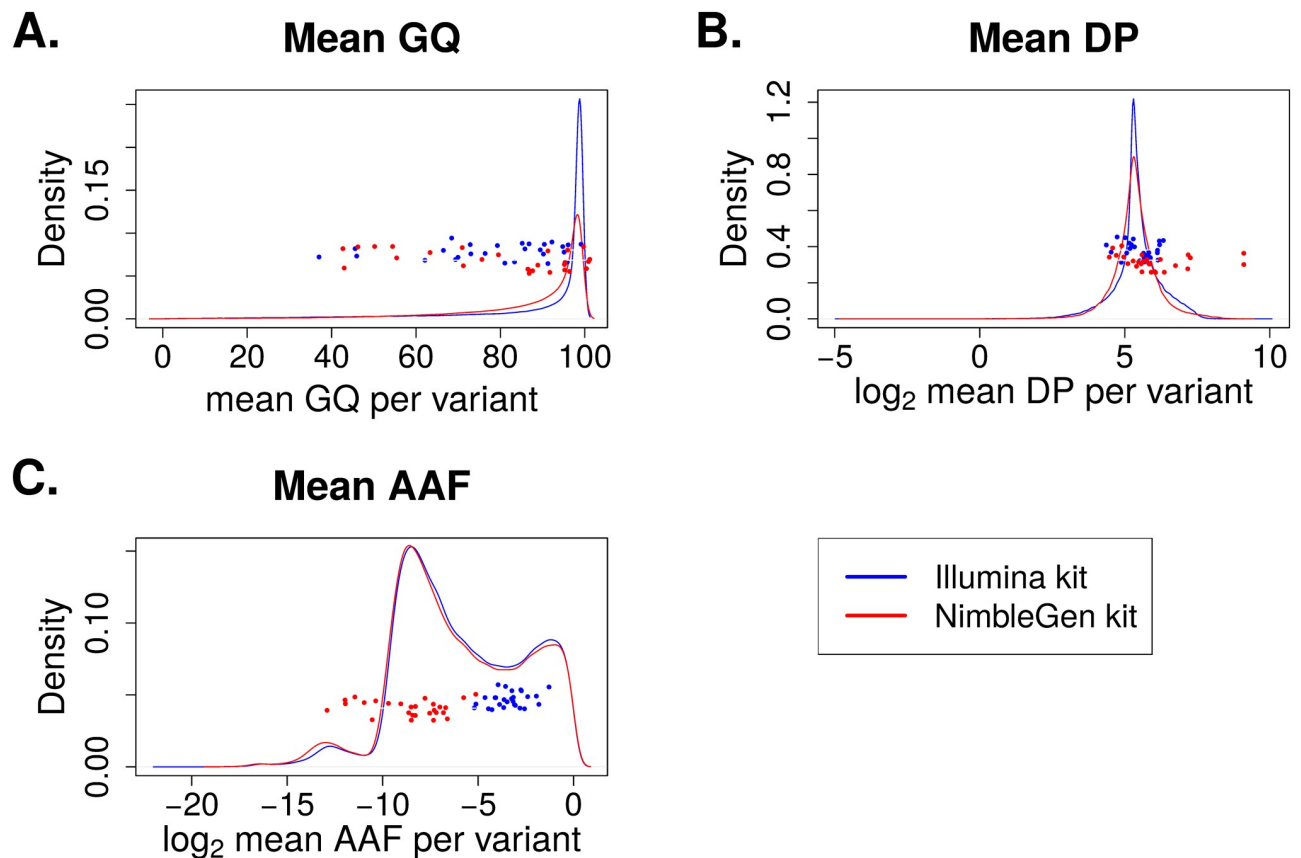 A.
Mean GQ
Density
0.00
0.15
0
20
40
60
80
100
mean GQ per variant
B.
Mean DP
Density
0.0
0.4
0.8
1.2
−5
0
5
10
log2 mean DP per variant
C.
Mean AAF
Density
0.00
0.10
−20
−15
−10
−5
0
log2 mean AAF per variant
Illumina kit
NimbleGen kit